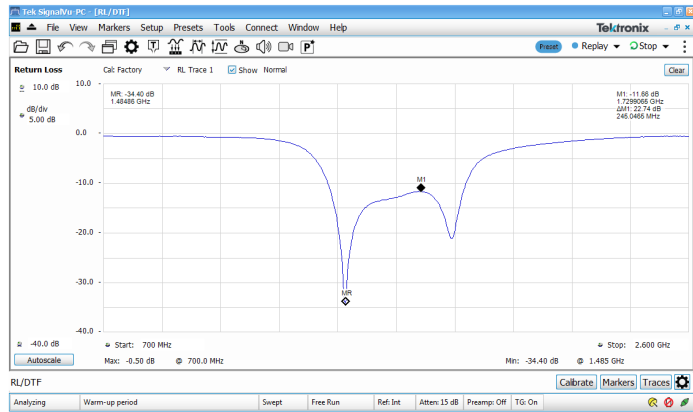 Tek SignalVu-PC - [RL/DTF]
File View Markers Setup Presets Tools Connect Window Help
Tektronix
Preset Replay Stop
Return Loss Cal: Factory RL Trace 1 Show Normal Clear
10.0 dB
dB/div
5.00 dB
10.0
0.0
-10.0
-20.0
-30.0
-40.0
MR: -34.40 dB
1.48486 GHz
M1: -11.66 dB
1.7299065 GHz
ΔM1: 22.74 dB
245.0465 MHz
M1
MR
-40.0 dB Start: 700 MHz Stop: 2.600 GHz
Autoscale Max: -0.50 dB @ 700.0 MHz Min: -34.40 dB @ 1.485 GHz
RL/DTF Calibrate Markers Traces
Analyzing Warm-up period Swept Free Run Ref: Int Atten: 15 dB Preamp: Off TG: On